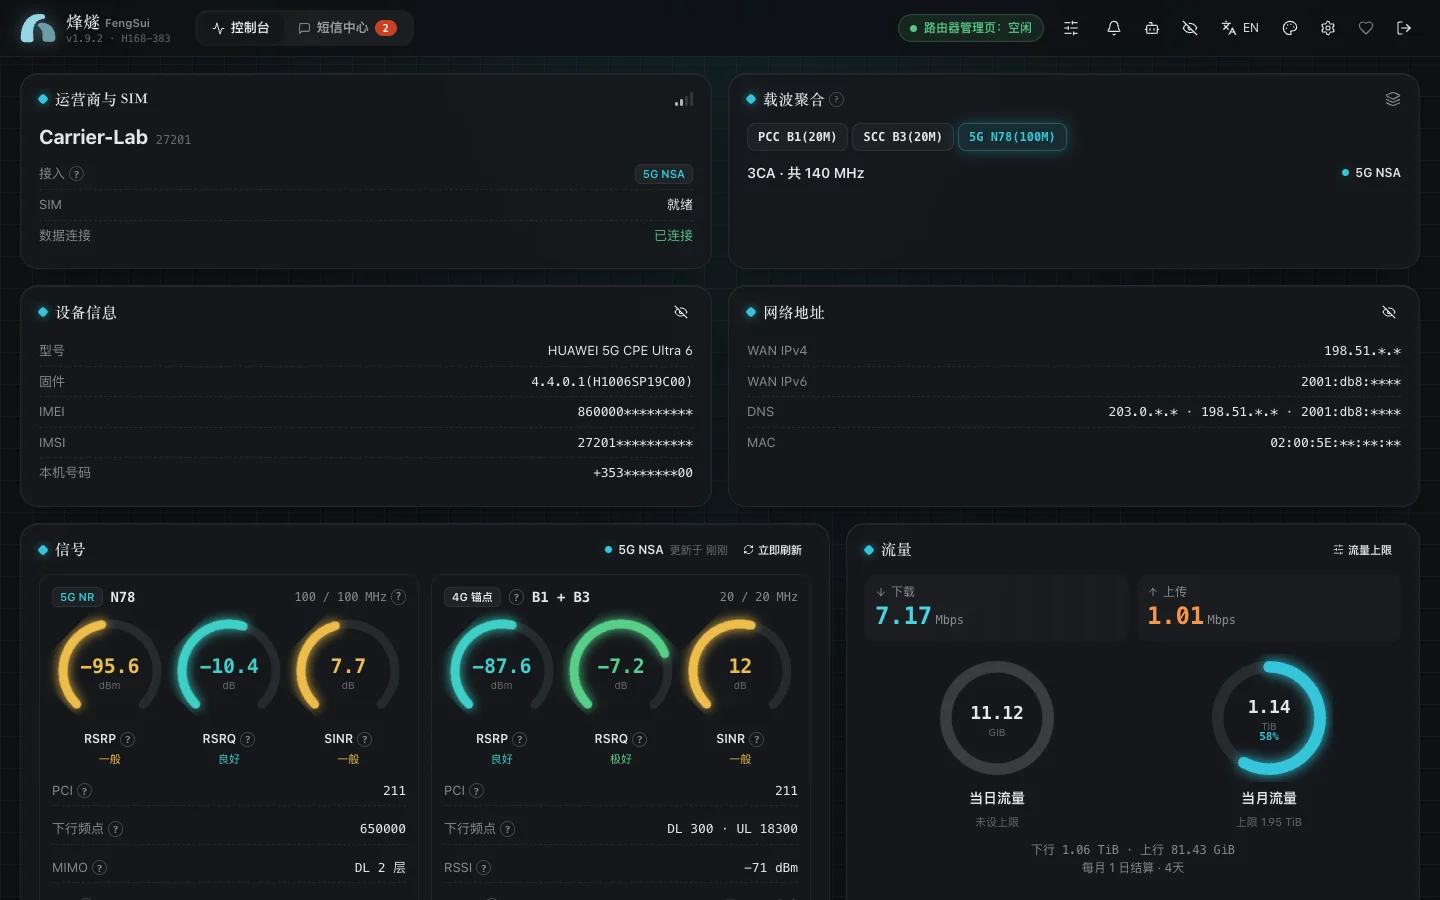 烽燧 FengSui
v1.9.2 · H168-383
控制台
短信中心 2
路由器管理页：空闲
EN
运营商与 SIM
Carrier-Lab 27201
接入 ?
5G NSA
SIM
就绪
数据连接
已连接
载波聚合 ?
PCC B1(20M) SCC B3(20M) 5G N78(100M)
3CA · 共 140 MHz
5G NSA
设备信息
型号
HUAWEI 5G CPE Ultra 6
固件
4.4.0.1(H1006SP19C00)
IMEI
860000*********
IMSI
27201**********
本机号码
+353*******00
网络地址
WAN IPv4
198.51.*.*
WAN IPv6
2001:db8:****
DNS
203.0.*.* · 198.51.*.* · 2001:db8:****
MAC
02:00:5E:**:**:**
信号
5G NSA 更新于 刚刚 立即刷新
5G NR N78
100 / 100 MHz ?
-95.6
dBm
RSRP ?
一般
-10.4
dB
RSRQ ?
良好
7.7
dB
SINR ?
一般
PCI ?
211
下行频点 ?
650000
MIMO ?
DL 2 层
4G 锚点 ? B1 + B3
20 / 20 MHz
-87.6
dBm
RSRP ?
良好
-7.2
dB
RSRQ ?
极好
12
dB
SINR ?
一般
PCI ?
211
下行频点 ?
DL 300 · UL 18300
RSSI ?
-71 dBm
流量
流量上限
↓ 下载
7.17 Mbps
↑ 上传
1.01 Mbps
11.12
GiB
当日流量
未设上限
1.14
TiB
58%
当月流量
上限 1.95 TiB
下行 1.06 TiB · 上行 81.43 GiB
每月 1 日结算 · 4天